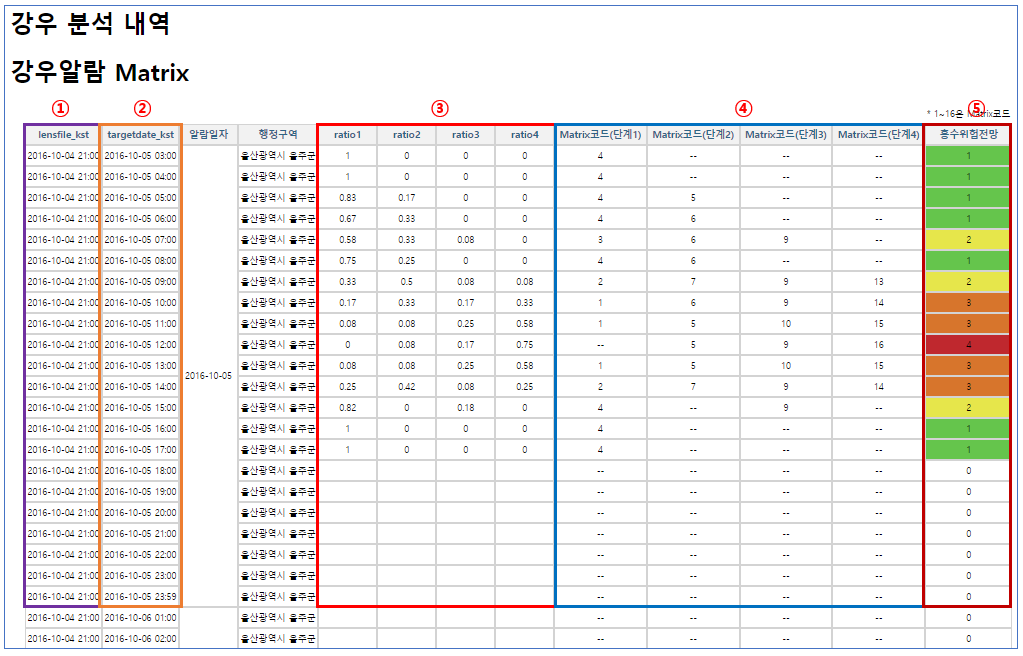 강우 분석 내역
강우알람 Matrix
① ② ③ ④ ⑤
* 1~16은 Matrix코드
lensfile_kst targetdate_kst 알람일자 행정구역 ratio1 ratio2 ratio3 ratio4 Matrix코드(단계1) Matrix코드(단계2) Matrix코드(단계3) Matrix코드(단계4) 홍수위험전망
2016-10-04 21:00 2016-10-05 03:00 울산광역시 울주군 1 0 0 0 4 -- -- -- 1
2016-10-04 21:00 2016-10-05 04:00 울산광역시 울주군 1 0 0 0 4 -- -- -- 1
2016-10-04 21:00 2016-10-05 05:00 울산광역시 울주군 0.83 0.17 0 0 4 5 -- -- 1
2016-10-04 21:00 2016-10-05 06:00 울산광역시 울주군 0.67 0.33 0 0 4 6 -- -- 1
2016-10-04 21:00 2016-10-05 07:00 울산광역시 울주군 0.58 0.33 0.08 0 3 6 9 -- 2
2016-10-04 21:00 2016-10-05 08:00 울산광역시 울주군 0.75 0.25 0 0 4 6 -- -- 1
2016-10-04 21:00 2016-10-05 09:00 울산광역시 울주군 0.33 0.5 0.08 0.08 2 7 9 13 2
2016-10-04 21:00 2016-10-05 10:00 울산광역시 울주군 0.17 0.33 0.17 0.33 1 6 9 14 3
2016-10-04 21:00 2016-10-05 11:00 울산광역시 울주군 0.08 0.08 0.25 0.58 1 5 10 15 3
2016-10-04 21:00 2016-10-05 12:00 울산광역시 울주군 0 0.08 0.17 0.75 -- 5 9 16 4
2016-10-04 21:00 2016-10-05 13:00 울산광역시 울주군 0.08 0.08 0.25 0.58 1 5 10 15 3
2016-10-05
2016-10-04 21:00 2016-10-05 14:00 울산광역시 울주군 0.25 0.42 0.08 0.25 2 7 9 14 3
2016-10-04 21:00 2016-10-05 15:00 울산광역시 울주군 0.82 0 0.18 0 4 -- 9 -- 2
2016-10-04 21:00 2016-10-05 16:00 울산광역시 울주군 1 0 0 0 4 -- -- -- 1
2016-10-04 21:00 2016-10-05 17:00 울산광역시 울주군 1 0 0 0 4 -- -- -- 1
2016-10-04 21:00 2016-10-05 18:00 울산광역시 울주군 -- -- -- -- 0
2016-10-04 21:00 2016-10-05 19:00 울산광역시 울주군 -- -- -- -- 0
2016-10-04 21:00 2016-10-05 20:00 울산광역시 울주군 -- -- -- -- 0
2016-10-04 21:00 2016-10-05 21:00 울산광역시 울주군 -- -- -- -- 0
2016-10-04 21:00 2016-10-05 22:00 울산광역시 울주군 -- -- -- -- 0
2016-10-04 21:00 2016-10-05 23:00 울산광역시 울주군 -- -- -- -- 0
2016-10-04 21:00 2016-10-05 23:59 울산광역시 울주군 -- -- -- -- 0
2016-10-04 21:00 2016-10-06 01:00 울산광역시 울주군 -- -- -- -- 0
2016-10-04 21:00 2016-10-06 02:00 울산광역시 울주군 -- -- -- -- 0